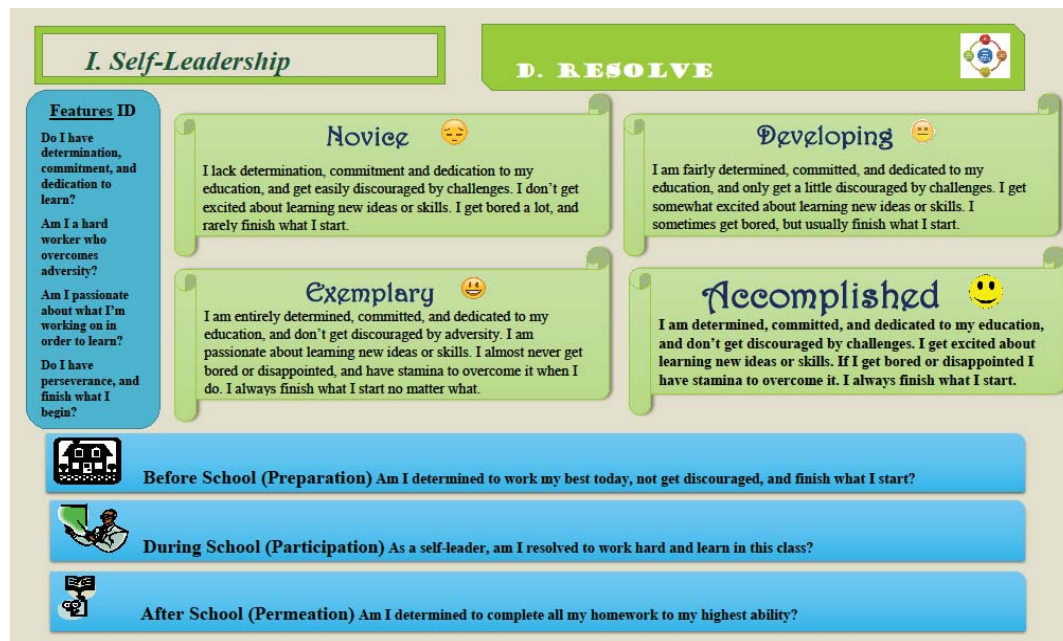 I. Self-Leadership
D. RESOLVE
Features ID
Do I have
determination,
commitment, and
dedication to
learn?
Am I a hard
worker who
overcomes
adversity?
Am I passionate
about what I'm
working on in
order to learn?
Do I have
perseverance, and
finish what I
begin?
Novice
I lack determination, commitment and dedication to my
education, and get easily discouraged by challenges. I don't get
excited about learning new ideas or skills. I get bored a lot, and
rarely finish what I start.
Developing
I am fairly determined, committed, and dedicated to my
education, and only get a little discouraged by challenges. I get
somewhat excited about learning new ideas or skills. I
sometimes get bored, but usually finish what I start.
Exemplary
I am entirely determined, committed, and dedicated to my
education, and don't get discouraged by adversity. I am
passionate about learning new ideas or skills. I almost never get
bored or disappointed, and have stamina to overcome it when I
do. I always finish what I start no matter what.
Accomplished
I am determined, committed, and dedicated to my education,
and don't get discouraged by challenges. I get excited about
learning new ideas or skills. If I get bored or disappointed I
have stamina to overcome it. I always finish what I start.
Before School (Preparation) Am I determined to work my best today, not get discouraged, and finish what I start?
During School (Participation) As a self-leader, am I resolved to work hard and learn in this class?
After School (Permeation) Am I determined to complete all my homework to my highest ability?